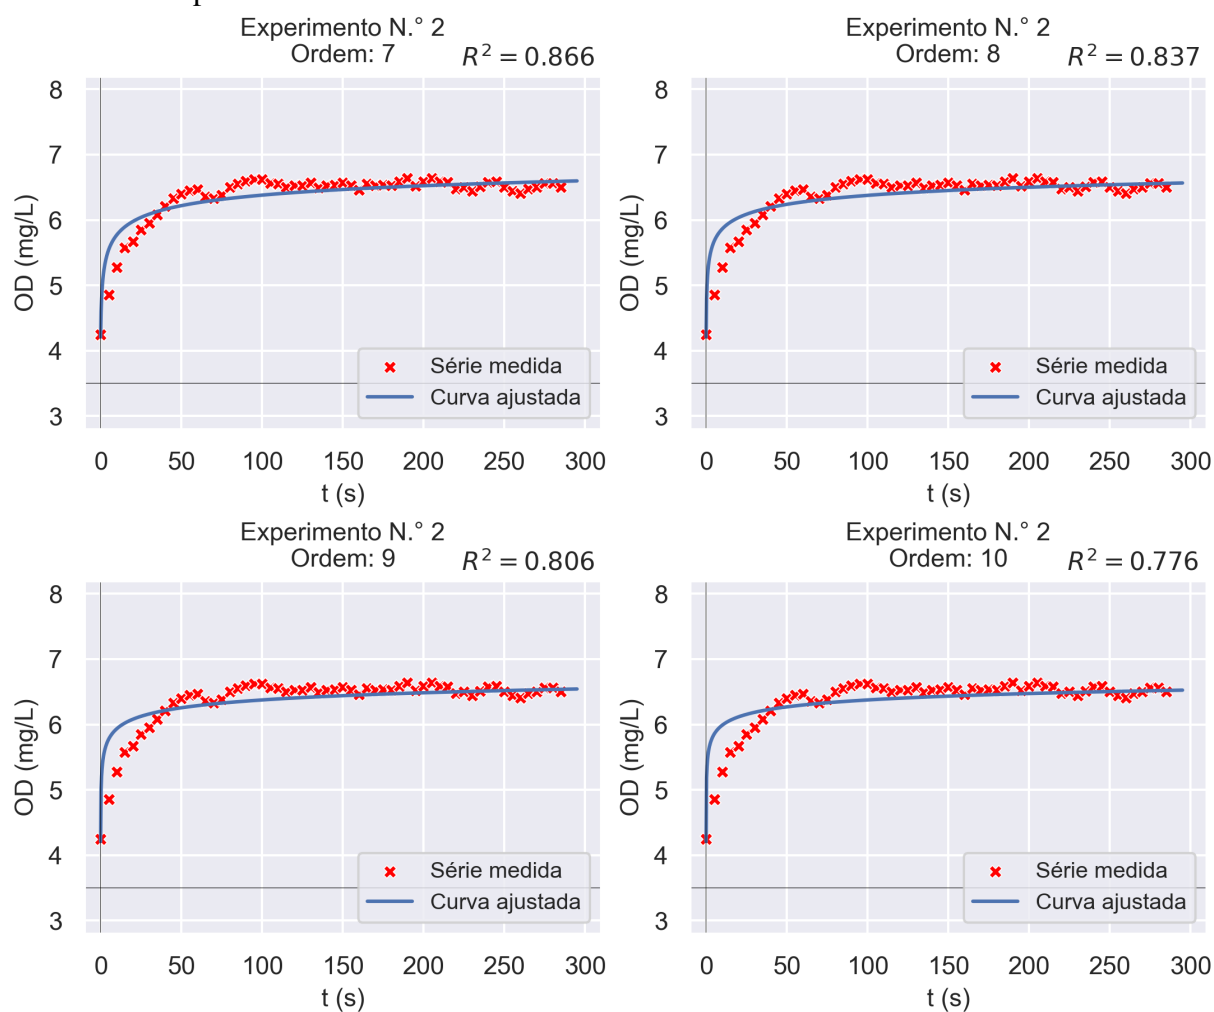 Experimento N.° 2
Ordem: 7 R² = 0.866
8
7
6
5
4
3
OD (mg/L)
Série medida
Curva ajustada
0 50 100 150 200 250 300
t (s)
Experimento N.° 2
Ordem: 8 R² = 0.837
8
7
6
5
4
3
OD (mg/L)
Série medida
Curva ajustada
0 50 100 150 200 250 300
t (s)
Experimento N.° 2
Ordem: 9 R² = 0.806
8
7
6
5
4
3
OD (mg/L)
Série medida
Curva ajustada
0 50 100 150 200 250 300
t (s)
Experimento N.° 2
Ordem: 10 R² = 0.776
8
7
6
5
4
3
OD (mg/L)
Série medida
Curva ajustada
0 50 100 150 200 250 300
t (s)